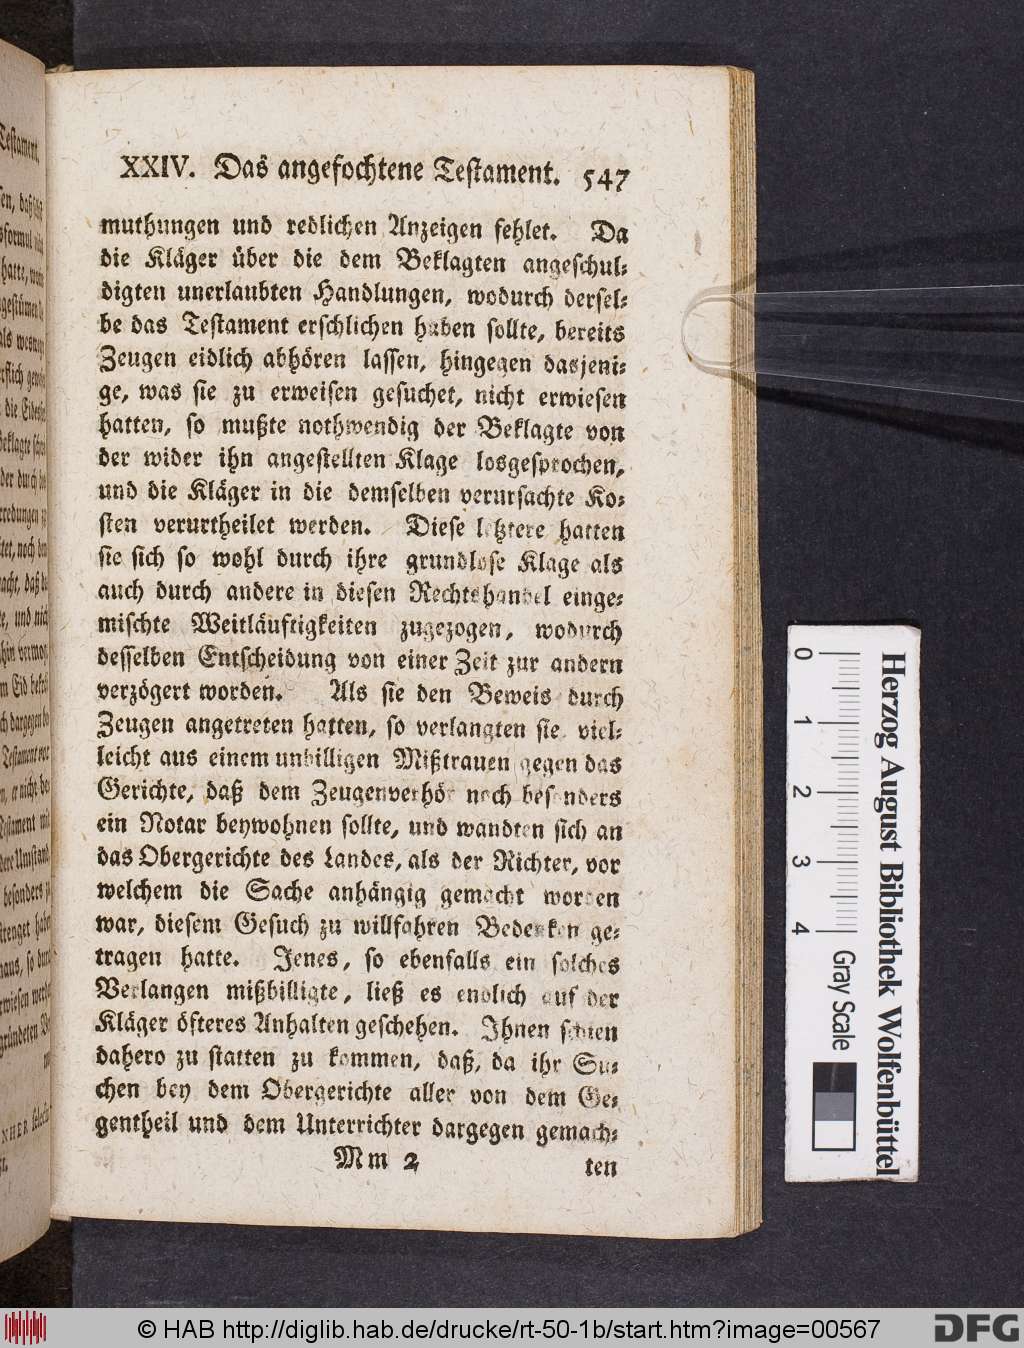 XXIV. Das angefochtene Testament. 547
muthungen und redlichen Anzeigen fehlet. Da
die Kläger über die dem Beklagten angeschul⸗
digten unerlaubten Handlungen, wodurch dersel⸗
be das Testament erschlichen haben sollte, bereits
Zeugen eidlich abhören lassen, hingegen dasjeni⸗
ge, was sie zu erweisen gesuchet, nicht erwiesen
hatten, so mußte nothwendig der Beklagte von
der wider ihn angestellten Klage losgesprochen,
und die Kläger in die demselben verursachte Ko⸗
sten verurtheilet werden. Diese letztere hatten
sie sich so wohl durch ihre grundlose Klage als
auch durch andere in diesen Rechtshandel einge⸗
mischte Weitläuftigkeiten zugezogen, wodurch
desselben Entscheidung von einer Zeit zur andern
verzögert worden. Als sie den Beweis durch
Zeugen angetreten hatten, so verlangten sie viel⸗
leicht aus einem unbilligen Mißtrauen gegen das
Gerichte, daß dem Zeugenverhör noch besonders
ein Notar beywohnen sollte, und wandten sich an
das Obergerichte des Landes, als der Richter, vor
welchem die Sache anhängig gemacht worden
war, diesem Gesuch zu willfahren Bedenken ge⸗
tragen hatte. Jenes, so ebenfalls ein solches
Verlangen mißbilligte, ließ es endlich auf der
Kläger öfteres Anhalten geschehen. Ihnen schien
dahero zu statten zu kommen, daß, da ihr Su⸗
chen bey dem Obergerichte aller von dem Ge⸗
gentheil und dem Unterrichter dargegen gemach⸗
Mm 2 ten
0 1 2 3 4
Herzog August Bibliothek Wolfenbüttel
Gray Scale
© HAB http://diglib.hab.de/drucke/rt-50-1b/start.htm?image=00567
DFG